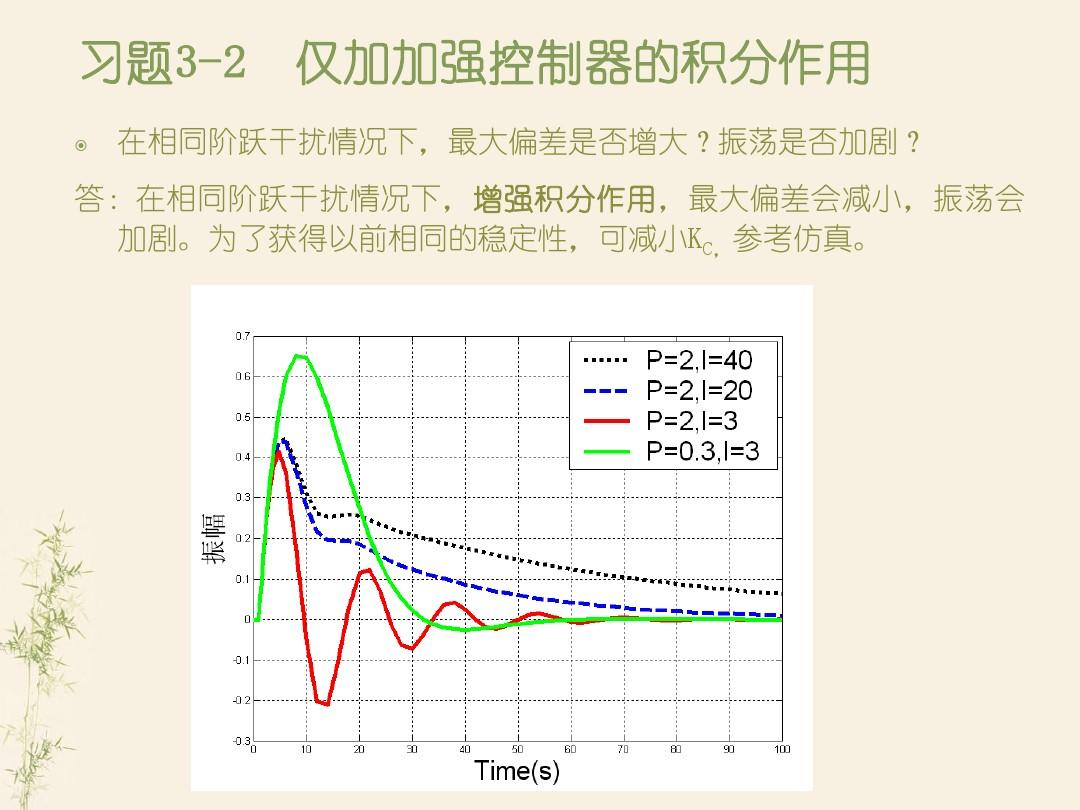 习题3-2 仅加加强控制器的积分作用
在相同阶跃干扰情况下，最大偏差是否增大？振荡是否加剧？
答：在相同阶跃干扰情况下，增强积分作用，最大偏差会减小，振荡会
加剧。为了获得以前相同的稳定性，可减小KC，参考仿真。
P=2,I=40
P=2,I=20
P=2,I=3
P=0.3,I=3
0.7
0.6
0.5
0.4
0.3
0.2
0.1
0
-0.1
-0.2
-0.3
振幅
0 10 20 30 40 50 60 70 80 90 100
Time(s)